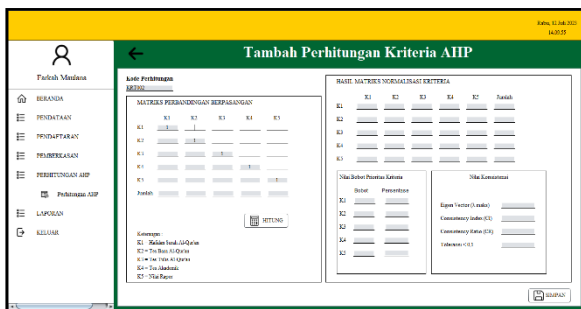 Rabu, 12 Juli 2023
14:09:55
Tambah Perhitungan Kriteria AHP
Farhah Maulana
BERANDA
PENDATAAN
PENDAFTARAN
PEMBERKASAN
PERHITUNGAN AHP
Perhitungan AHP
LAPORAN
KELUAR
Kode Perhitungan
MATRIKS PERBANDINGAN BERPASANGAN
K1 K2 K3 K4 K5
K1 1
K2 1
K3 1
K4 1
K5 1
Jumlah
HITUNG
Keterangan :
K1 = Hafalan Surah Al-Qur'an
K2 = Tes Baca Al-Qur'an
K3 = Tes Tulis Al-Qur'an
K4 = Tes Akademik
K5 = Nilai Rapor
HASIL MATRIKS NORMALISASI KRITERIA
K1 K2 K3 K4 K5 Jumlah
K1
K2
K3
K4
K5
Nilai Bobot Prioritas Kriteria
Bobot Persentase
K1
K2
K3
K4
K5
Nilai Konsistensi
Eigen Vector (λ maks)
Consistency Index (CI)
Consistency Ratio (CR)
Toleransi < 0,1
SIMPAN